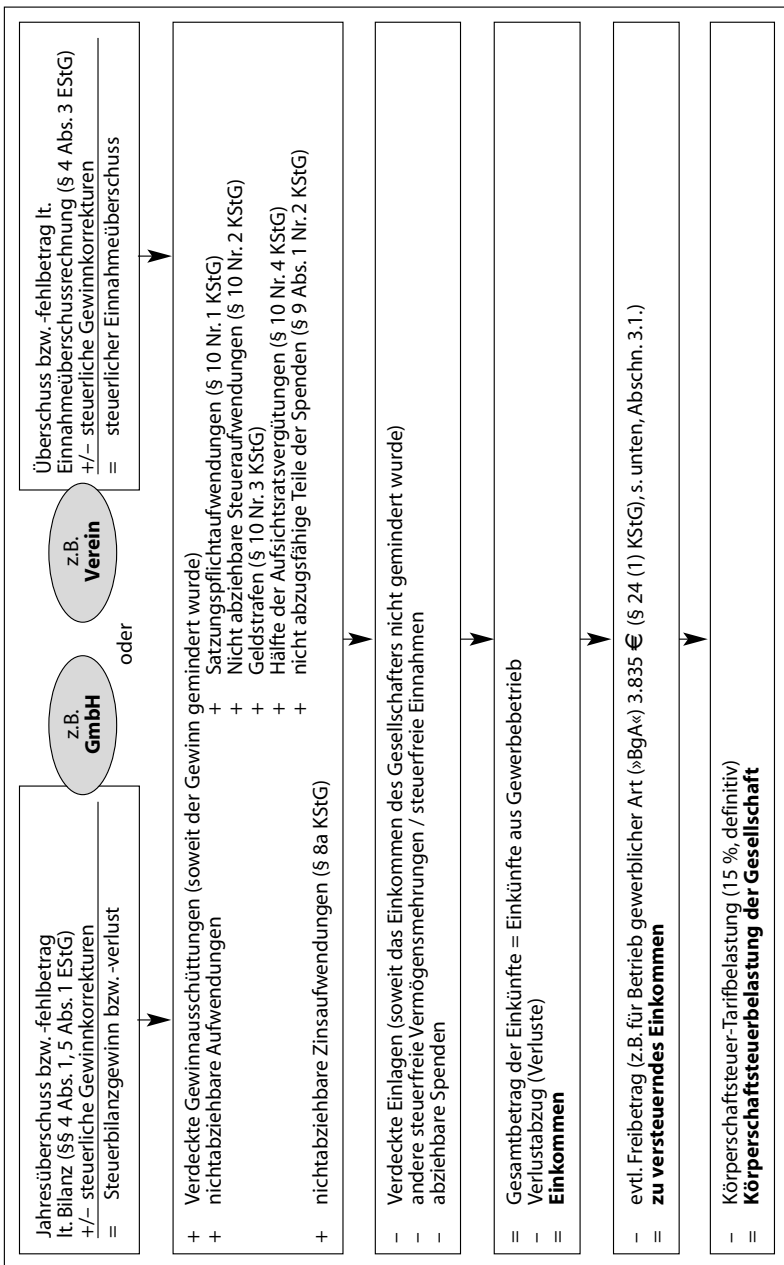 Jahresüberschuss bzw. -fehlbetrag
lt. Bilanz (§§ 4 Abs. 1, 5 Abs. 1 EStG)
+/– steuerliche Gewinnkorrekturen
= Steuerbilanzgewinn bzw. -verlust
z.B.
GmbH
oder
z.B.
Verein
Überschuss bzw. -fehlbetrag lt.
Einnahmeüberschussrechnung (§ 4 Abs. 3 EStG)
+/– steuerliche Gewinnkorrekturen
= steuerlicher Einnahmeüberschuss
+ Verdeckte Gewinnausschüttungen (soweit der Gewinn gemindert wurde)
+ nichtabziehbare Aufwendungen
+ Satzungspflichtaufwendungen (§ 10 Nr. 1 KStG)
+ Nicht abziehbare Steueraufwendungen (§ 10 Nr. 2 KStG)
+ Geldstrafen (§ 10 Nr. 3 KStG)
+ Hälfte der Aufsichtsratsvergütungen (§ 10 Nr. 4 KStG)
+ nicht abzugsfähige Teile der Spenden (§ 9 Abs. 1 Nr. 2 KStG)
+ nichtabziehbare Zinsaufwendungen (§ 8a KStG)
– Verdeckte Einlagen (soweit das Einkommen des Gesellschafters nicht gemindert wurde)
– andere steuerfreie Vermögensmehrungen / steuerfreie Einnahmen
– abziehbare Spenden
= Gesamtbetrag der Einkünfte = Einkünfte aus Gewerbebetrieb
– Verlustabzug (Verluste)
= Einkommen
– evtl. Freibetrag (z.B. für Betrieb gewerblicher Art (»BgA«) 3.835 € (§ 24 (1) KStG), s. unten, Abschn. 3.1.)
= zu versteuerndes Einkommen
– Körperschaftsteuer-Tarifbelastung (15 %, definitiv)
= Körperschaftsteuerbelastung der Gesellschaft